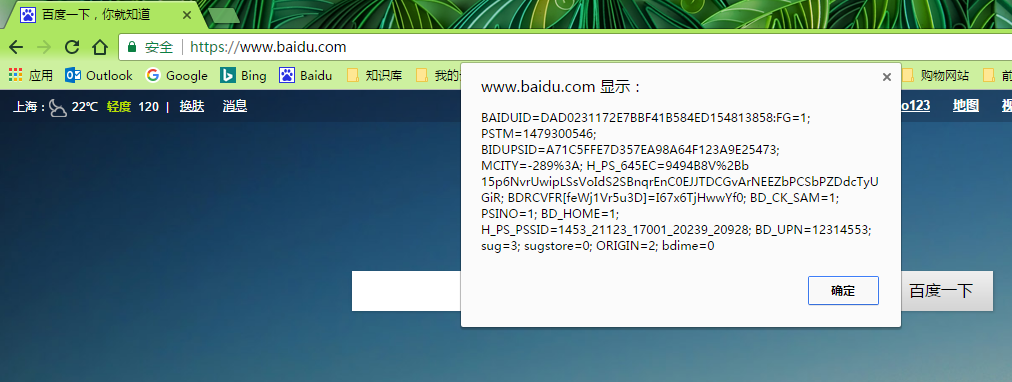 百度一下，你就知道
安全 https://www.baidu.com
应用 Outlook Google Bing Baidu 知识库 我的 购物网站
上海： 22℃ 轻度 120 | 换肤 消息
o123 地图
www.baidu.com 显示：
BAIDUID=DAD0231172E7BBF41B584ED154813858:FG=1;
PSTM=1479300546;
BIDUPSID=A71C5FFE7D357EA98A64F123A9E25473;
MCITY=-289%3A; H_PS_645EC=9494B8V%2Bb
15p6NvrUwipLSsVoIdS2SBnqrEnC0EJJTDCGvArNEEZbPCSbPZDdcTyU
GiR; BDRCVFR[feWj1Vr5u3D]=I67x6TjHwwYf0; BD_CK_SAM=1;
PSINO=1; BD_HOME=1;
H_PS_PSSID=1453_21123_17001_20239_20928; BD_UPN=12314553;
sug=3; sugstore=0; ORIGIN=2; bdime=0
确定
百度一下